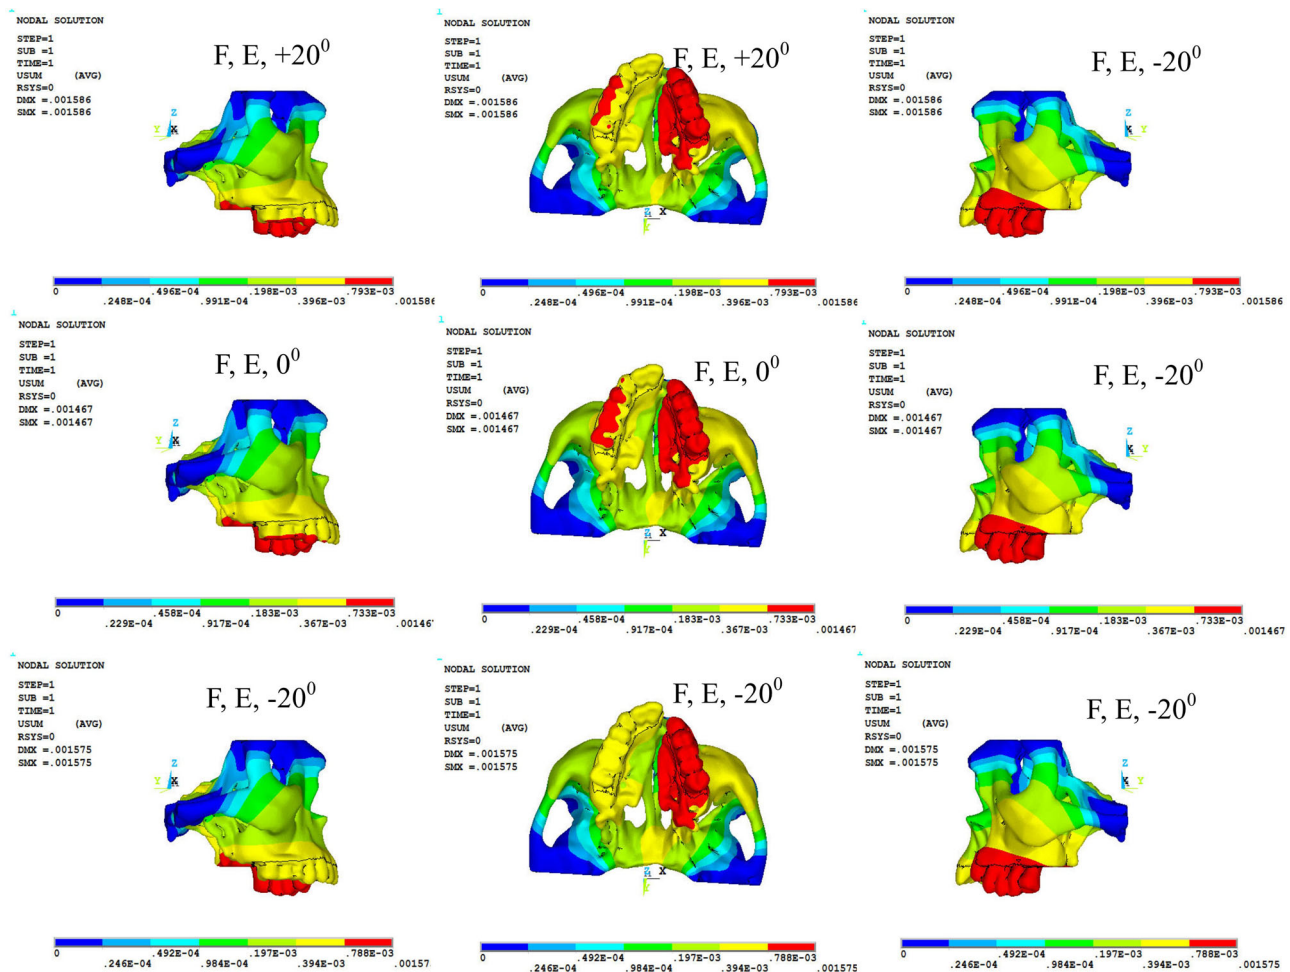 1
NODAL SOLUTION
STEP=1
SUB =1
TIME=1
USUM (AVG)
RSYS=0
DMX =.001586
SMX =.001586
F, E, +20⁰
Z
Y X
0 .496E-04 .198E-03 .793E-03
.248E-04 .991E-04 .396E-03 .001586
1
NODAL SOLUTION
STEP=1
SUB =1
TIME=1
USUM (AVG)
RSYS=0
DMX =.001586
SMX =.001586
F, E, +20⁰
Z X
Y
0 .496E-04 .198E-03 .793E-03
.248E-04 .991E-04 .396E-03 .001586
1
NODAL SOLUTION
STEP=1
SUB =1
TIME=1
USUM (AVG)
RSYS=0
DMX =.001586
SMX =.001586
F, E, -20⁰
Z
X Y
0 .496E-04 .198E-03 .793E-03
.248E-04 .991E-04 .396E-03 .001586
1
NODAL SOLUTION
STEP=1
SUB =1
TIME=1
USUM (AVG)
RSYS=0
DMX =.001467
SMX =.001467
F, E, 0⁰
Z
Y X
0 .458E-04 .183E-03 .733E-03
.229E-04 .917E-04 .367E-03 .001467
1
NODAL SOLUTION
STEP=1
SUB =1
TIME=1
USUM (AVG)
RSYS=0
DMX =.001467
SMX =.001467
F, E, 0⁰
Z X
Y
0 .458E-04 .183E-03 .733E-03
.229E-04 .917E-04 .367E-03 .001467
1
NODAL SOLUTION
STEP=1
SUB =1
TIME=1
USUM (AVG)
RSYS=0
DMX =.001467
SMX =.001467
F, E, -20⁰
Z
X Y
0 .458E-04 .183E-03 .733E-03
.229E-04 .917E-04 .367E-03 .001467
NODAL SOLUTION
STEP=1
SUB =1
TIME=1
USUM (AVG)
RSYS=0
DMX =.001575
SMX =.001575
F, E, -20⁰
Z
Y X
0 .492E-04 .197E-03 .788E-03
.246E-04 .984E-04 .394E-03 .00157
NODAL SOLUTION
STEP=1
SUB =1
TIME=1
USUM (AVG)
RSYS=0
DMX =.001575
SMX =.001575
F, E, -20⁰
Z X
Y
0 .492E-04 .197E-03 .788E-03
.246E-04 .984E-04 .394E-03 .001575
1
NODAL SOLUTION
STEP=1
SUB =1
TIME=1
USUM (AVG)
RSYS=0
DMX =.001575
SMX =.001575
F, E, -20⁰
Z
X Y
0 .492E-04 .197E-03 .788E-03
.246E-04 .984E-04 .394E-03 .001575